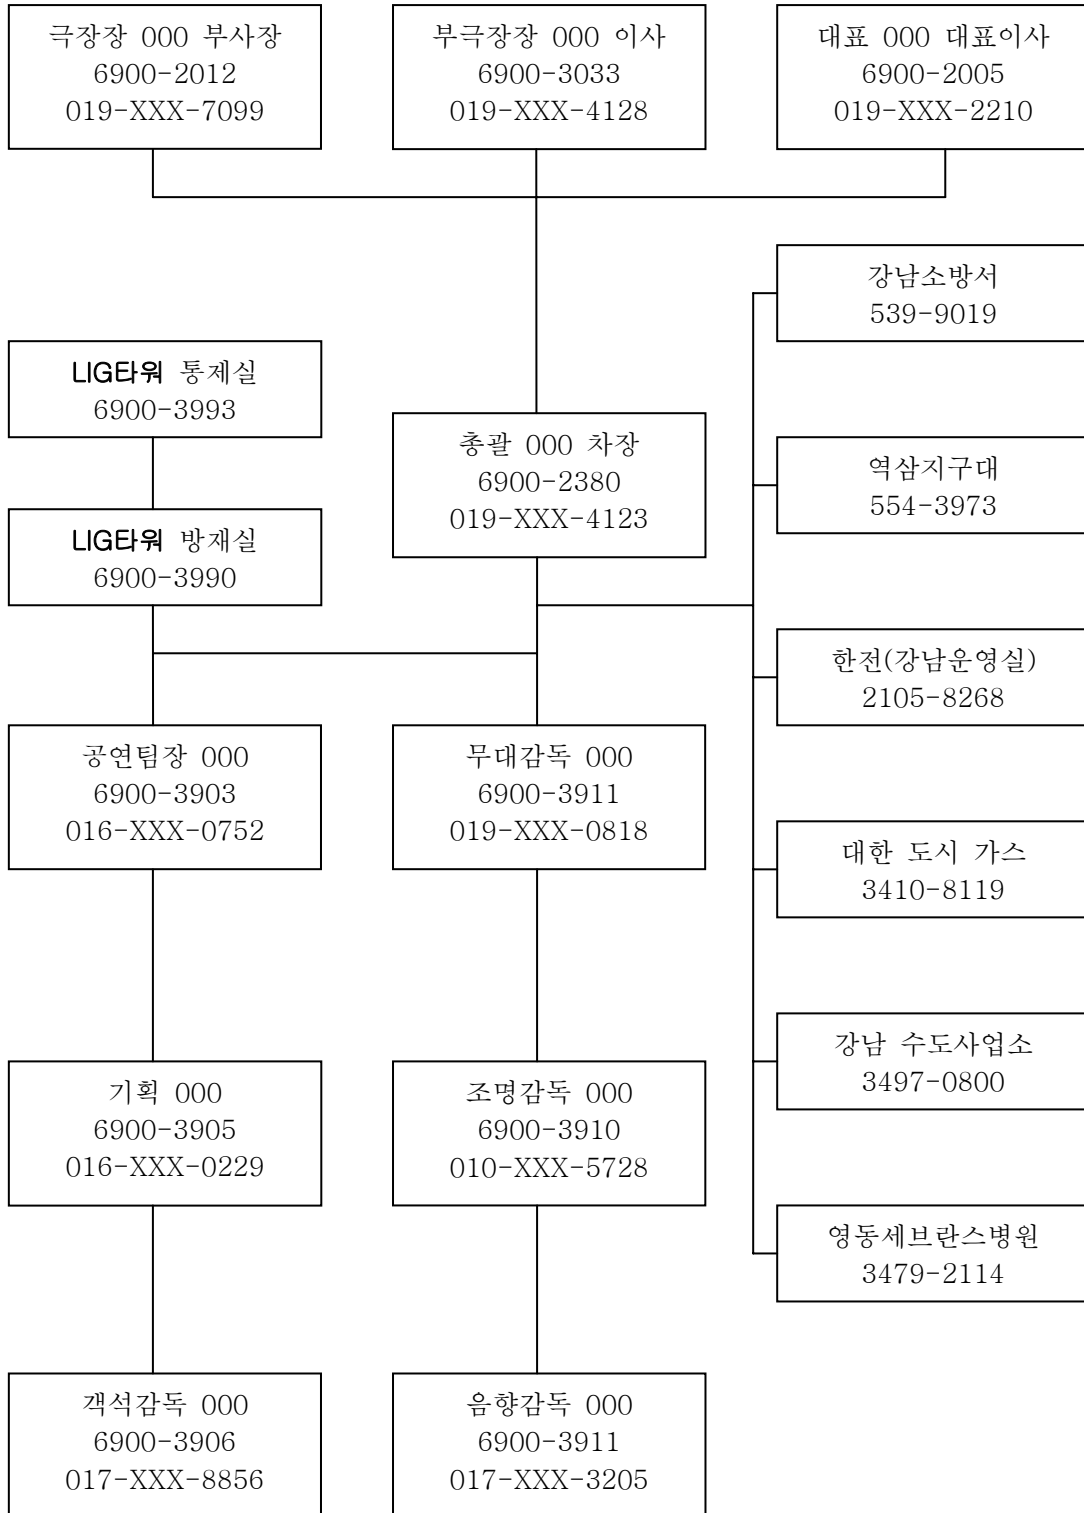 극장장 000 부사장
6900-2012
019-XXX-7099
부극장장 000 이사
6900-3033
019-XXX-4128
대표 000 대표이사
6900-2005
019-XXX-2210
강남소방서
539-9019
LIG타워 통제실
6900-3993
총괄 000 차장
6900-2380
019-XXX-4123
역삼지구대
554-3973
LIG타워 방재실
6900-3990
한전(강남운영실)
2105-8268
공연팀장 000
6900-3903
016-XXX-0752
무대감독 000
6900-3911
019-XXX-0818
대한 도시 가스
3410-8119
강남 수도사업소
3497-0800
기획 000
6900-3905
016-XXX-0229
조명감독 000
6900-3910
010-XXX-5728
영동세브란스병원
3479-2114
객석감독 000
6900-3906
017-XXX-8856
음향감독 000
6900-3911
017-XXX-3205